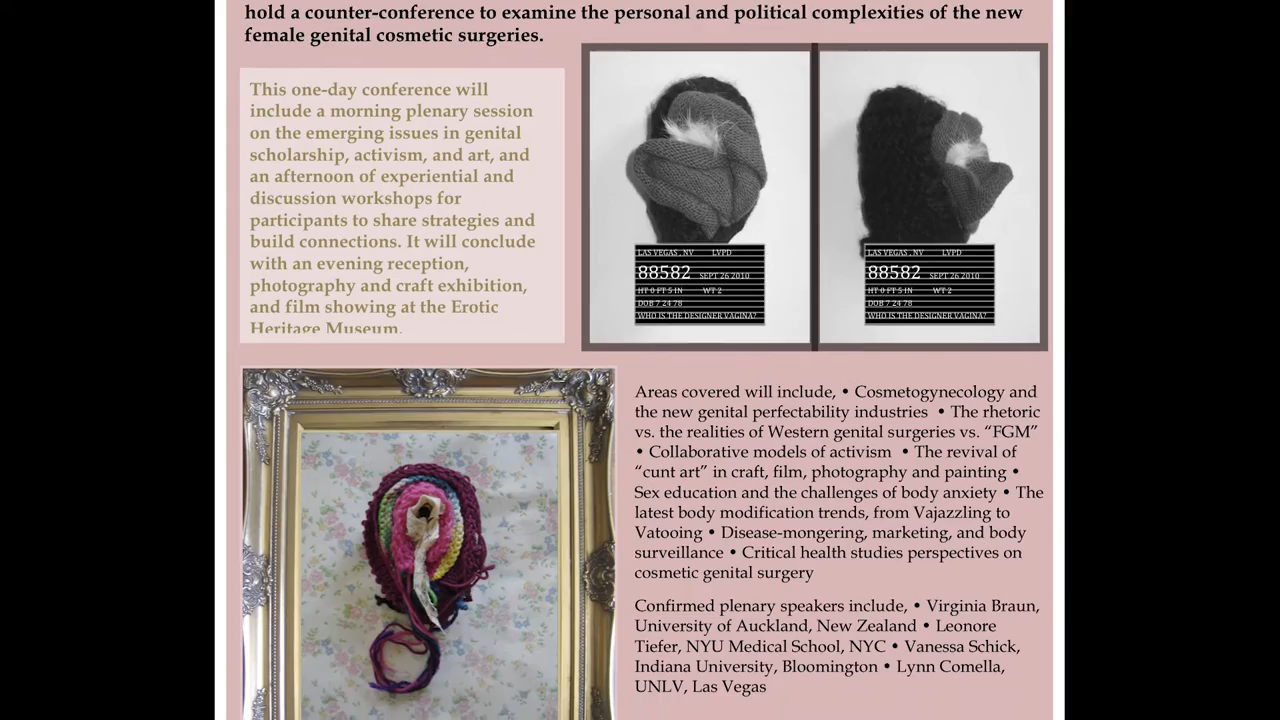 hold a counter-conference to examine the personal and political complexities of the new
female genital cosmetic surgeries.
This one-day conference will
include a morning plenary session
on the emerging issues in genital
scholarship, activism, and art, and
an afternoon of experiential and
discussion workshops for
participants to share strategies and
build connections. It will conclude
with an evening reception,
photography and craft exhibition,
and film showing at the Erotic
Heritage Museum.
LAS VEGAS , NV LVPD
88582 SEPT 26 2010
HT 0 FT 5 IN WT 2
DOB 7 24 78
WHO IS THE DESIGNER VAGINA?
LAS VEGAS , NV LVPD
88582 SEPT 26 2010
HT 0 FT 5 IN WT 2
DOB 7 24 78
WHO IS THE DESIGNER VAGINA?
Areas covered will include, • Cosmetogynecology and
the new genital perfectability industries • The rhetoric
vs. the realities of Western genital surgeries vs. “FGM”
• Collaborative models of activism • The revival of
“cunt art” in craft, film, photography and painting •
Sex education and the challenges of body anxiety • The
latest body modification trends, from Vajazzling to
Vatooing • Disease-mongering, marketing, and body
surveillance • Critical health studies perspectives on
cosmetic genital surgery
Confirmed plenary speakers include, • Virginia Braun,
University of Auckland, New Zealand • Leonore
Tiefer, NYU Medical School, NYC • Vanessa Schick,
Indiana University, Bloomington • Lynn Comella,
UNLV, Las Vegas